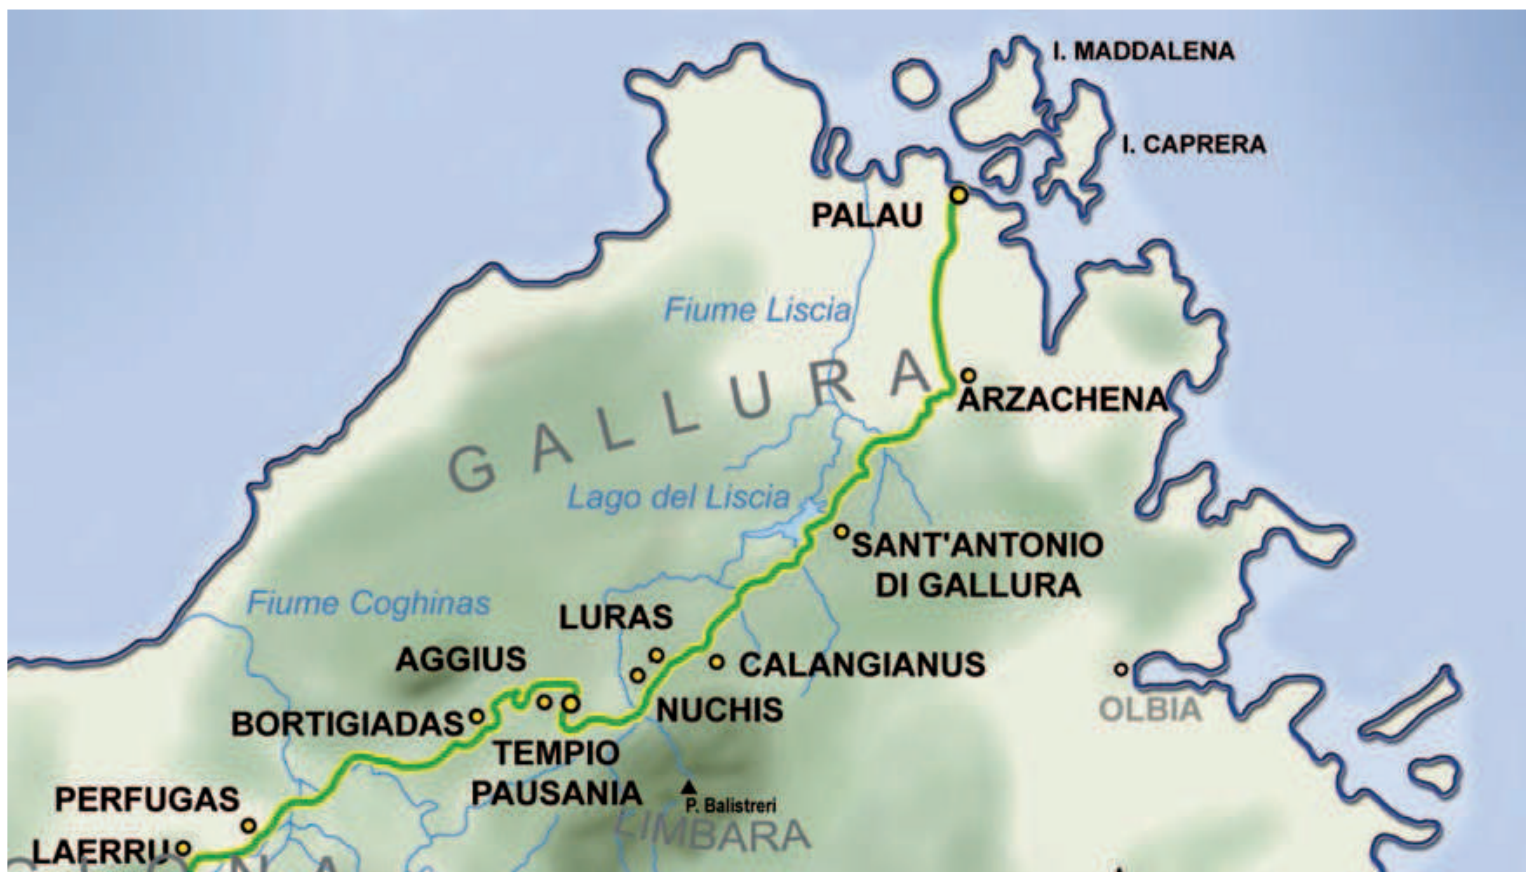 I. MADDALENA
I. CAPRERA
PALAU
Fiume Liscia
GALLURA
ARZACHENA
Lago del Liscia
SANT'ANTONIO
DI GALLURA
Fiume Coghinas
LURAS
AGGIUS
CALANGIANUS
BORTIGIADAS
NUCHIS
OLBIA
TEMPIO
PAUSANIA
P. Balistreri
PERFUGAS
LIMBARA
LAERRU